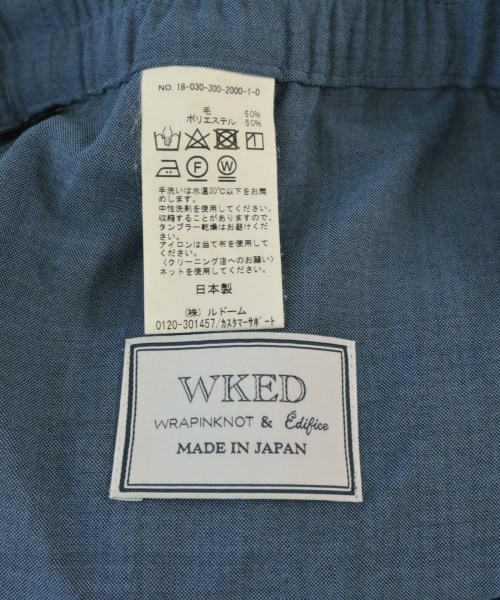 NO. 18-030-300-2000-1-0
毛 50%
ポリエステル 50%
F W
手洗いは水温30℃以下をお薦
めします。
中性洗剤を使用してください。
収縮することがありますので、
タンブラー乾燥はお避けくだ
さい。
アイロンは当て布を使用して
ください。
(クリーニング店へのお願い)
ネットを使用してください。
日本製
(株) ルドーム
0120-301457/カスタマーサポート
WKED
WRAPINKNOT & Édifice
MADE IN JAPAN